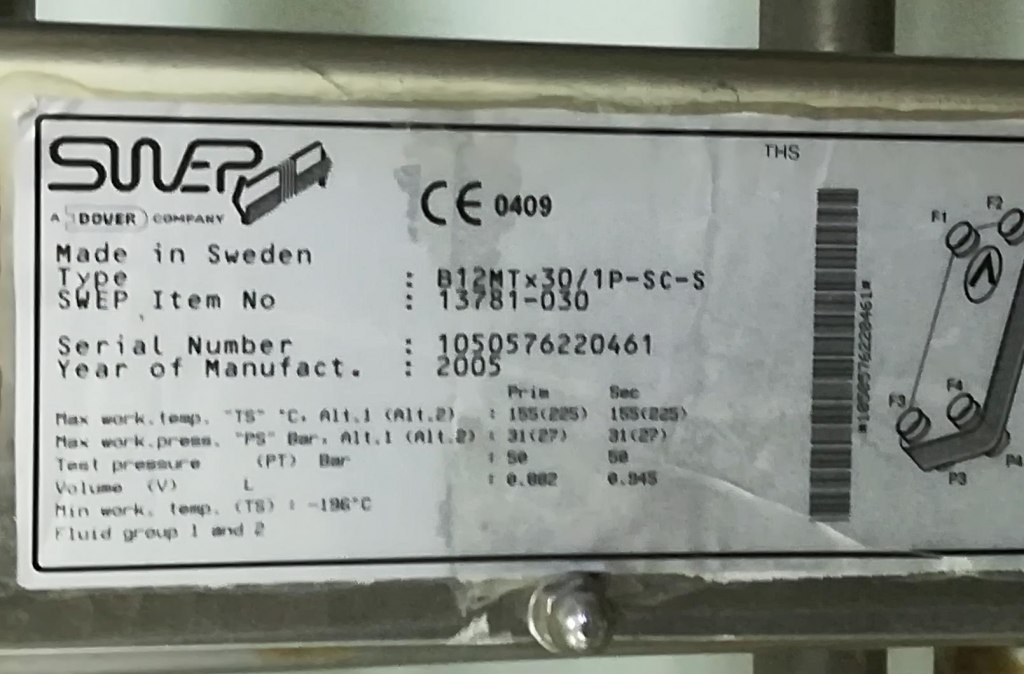 SWEP
A DOVER COMPANY
CE 0409
THS
Made in Sweden
Type : B12MTx30/1P-SC-S
SWEP Item No : 13781-030
Serial Number : 1050576220461
Year of Manufact. : 2005
Prim Sec
Max work.temp. "TS" °C. Alt.1 (Alt.2) : 155(225) 155(225)
Max work.press. "PS" Bar. Alt.1 (Alt.2) : 31(27) 31(27)
Test pressure (PT) Bar : 50 50
Volume (V) L : 0.882 0.945
Min work. temp. (TS) : -196°C
Fluid group 1 and 2
*1050576220461*
F1 F2
F3 F4
P3 P4